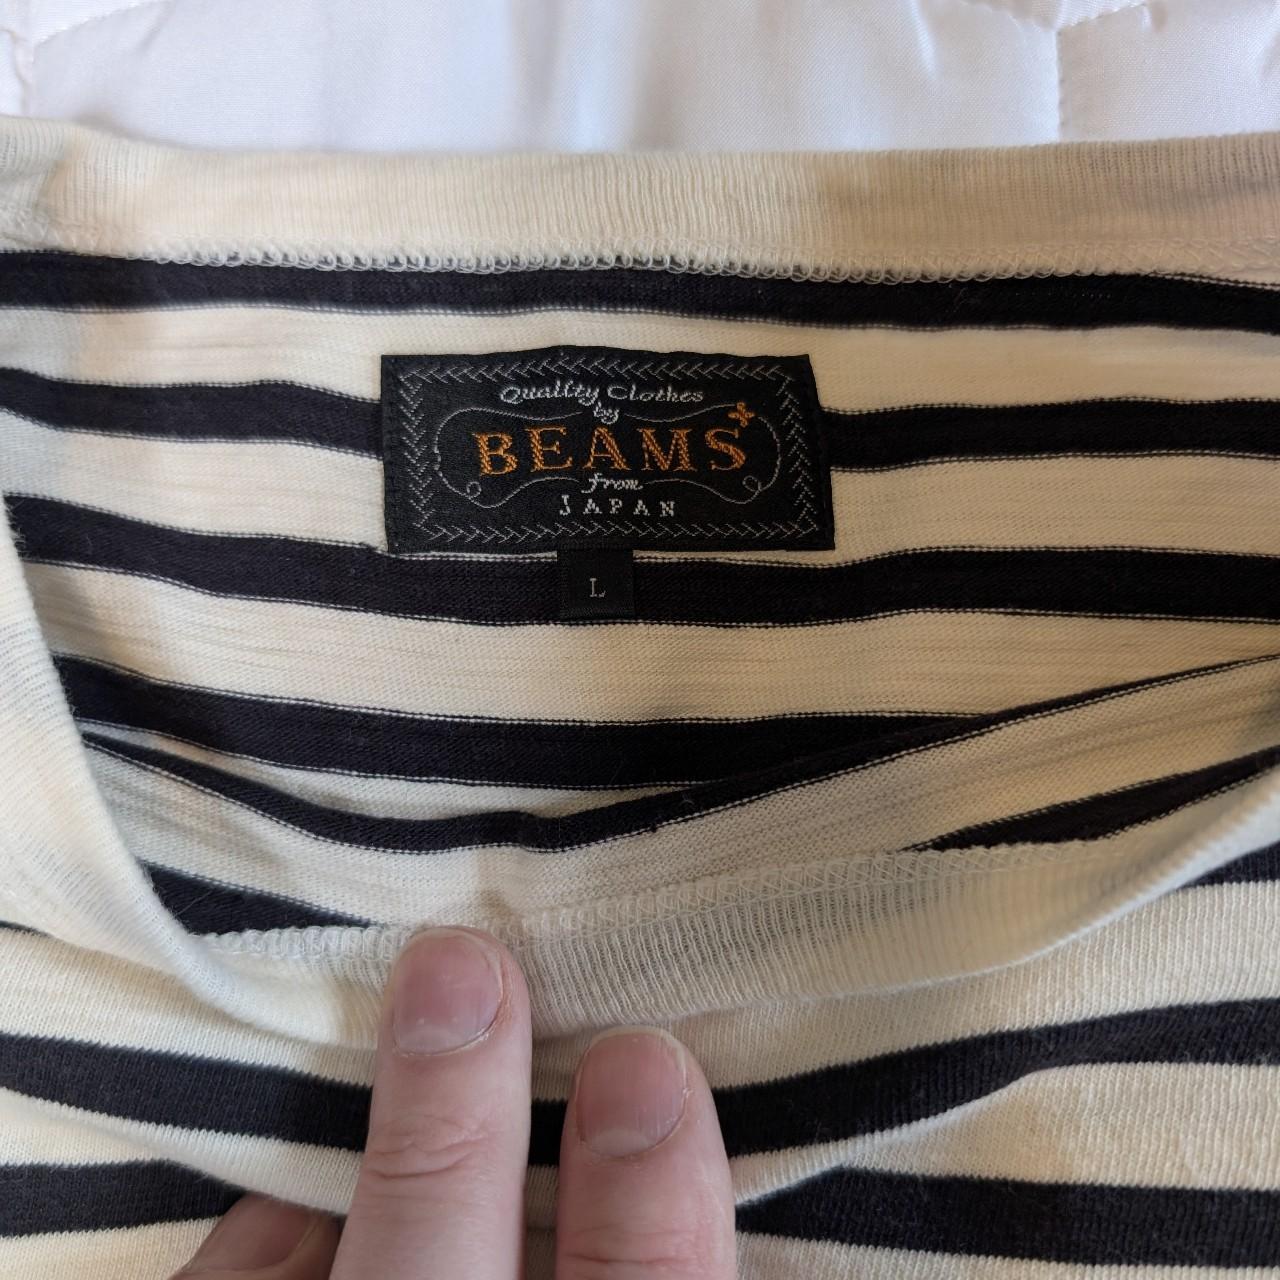 Quality Clothes
by
BEAMS+
from
JAPAN
L